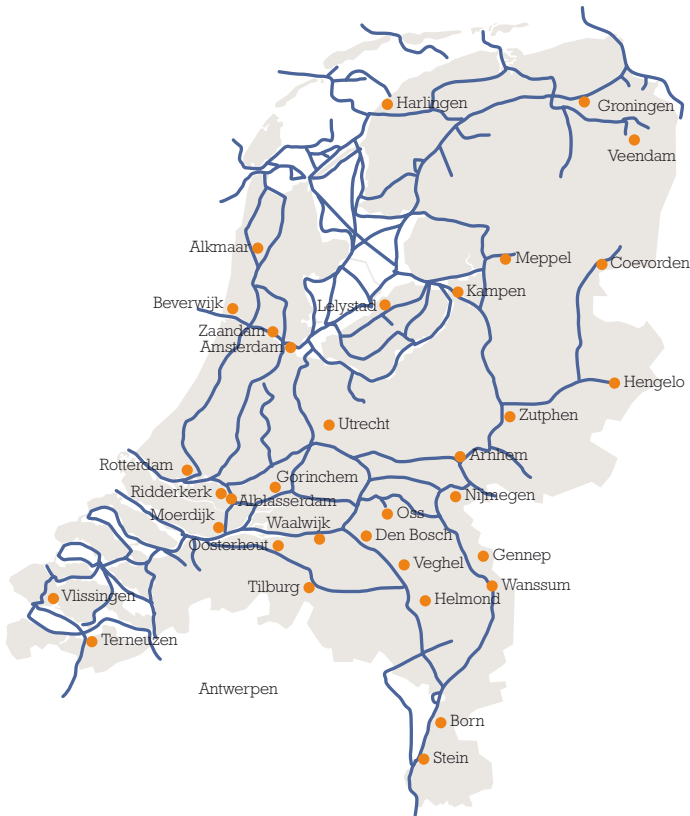 Harlingen
Groningen
Veendam
Alkmaar
Meppel
Coevorden
Kampen
Beverwijk
Lelystad
Zaandam
Amsterdam
Hengelo
Zutphen
Utrecht
Arnhem
Rotterdam
Gorinchem
Ridderkerk
Nijmegen
Alblasserdam
Moerdijk
Oss
Waalwijk
Den Bosch
Oosterhout
Gennep
Veghel
Wanssum
Tilburg
Vlissingen
Helmond
Terneuzen
Antwerpen
Born
Stein